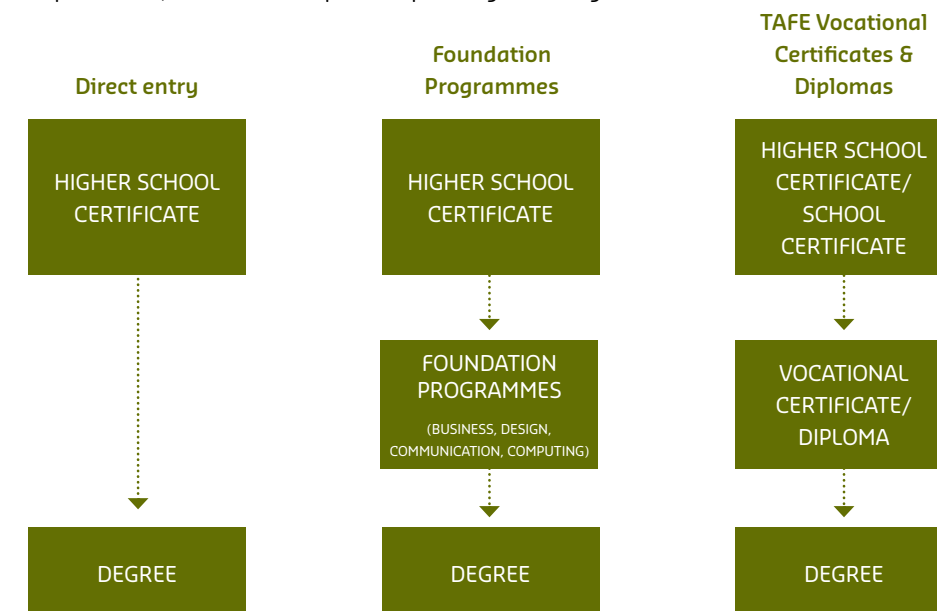 Direct entry
HIGHER SCHOOL
CERTIFICATE
DEGREE
Foundation
Programmes
HIGHER SCHOOL
CERTIFICATE
FOUNDATION
PROGRAMMES
(BUSINESS, DESIGN,
COMMUNICATION, COMPUTING)
DEGREE
TAFE Vocational
Certificates &
Diplomas
HIGHER SCHOOL
CERTIFICATE/
SCHOOL
CERTIFICATE
VOCATIONAL
CERTIFICATE/
DIPLOMA
DEGREE